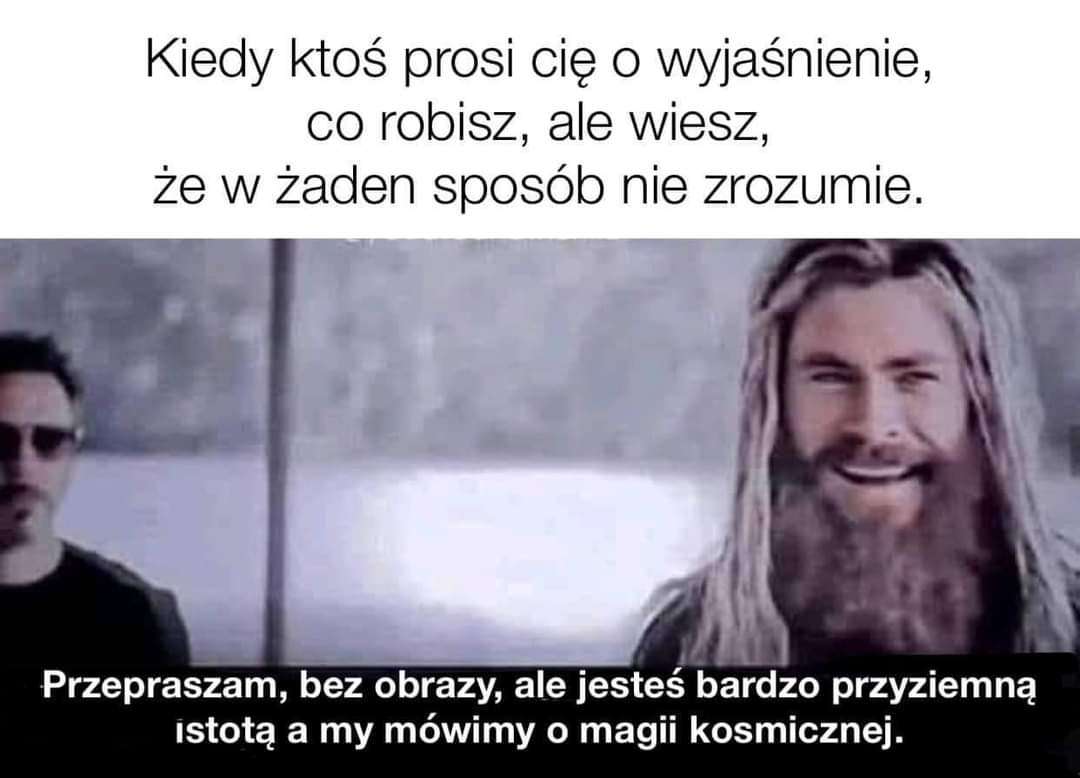 Kiedy ktoś prosi cię o wyjaśnienie,
co robisz, ale wiesz,
że w żaden sposób nie zrozumie.
Przepraszam, bez obrazy, ale jesteś bardzo przyziemną
istotą a my mówimy o magii kosmicznej.